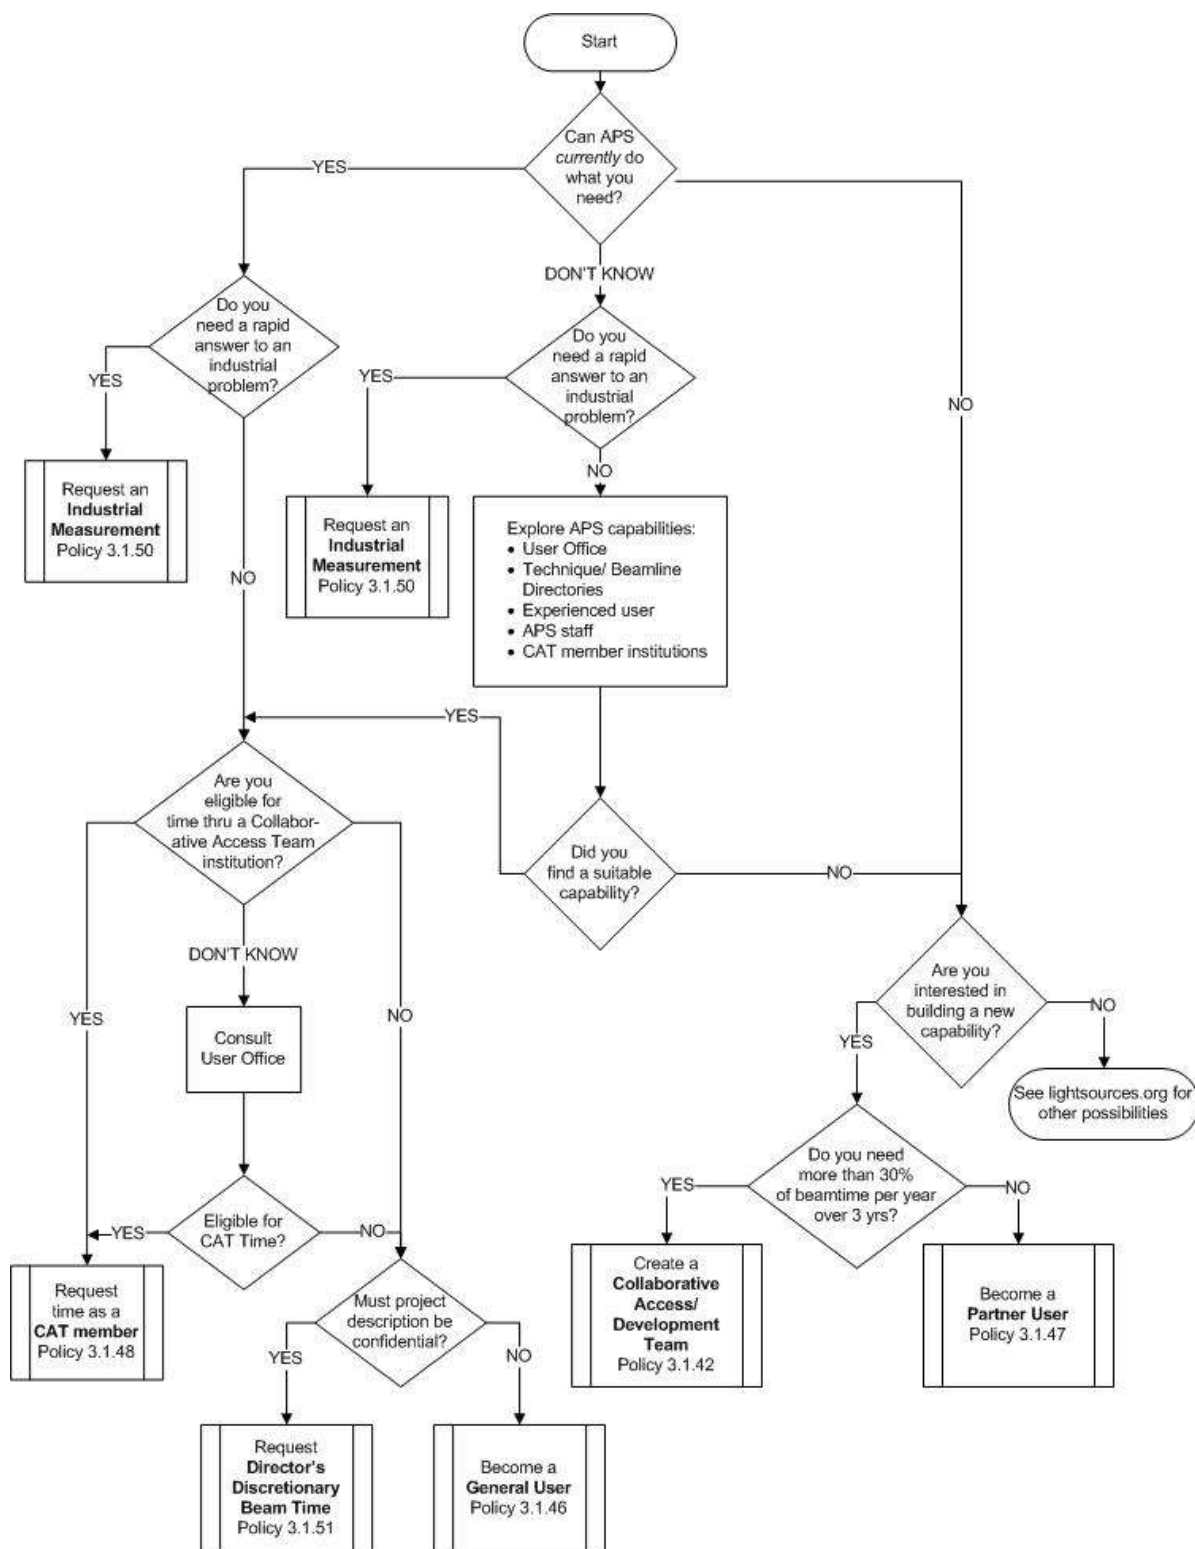 Start
Can APS
currently do
what you
need?
YES
DON'T KNOW
NO
Do you
need a rapid
answer to an
industrial
problem?
YES
NO
Request an
Industrial
Measurement
Policy 3.1.50
Do you
need a rapid
answer to an
industrial
problem?
YES
NO
Request an
Industrial
Measurement
Policy 3.1.50
Explore APS capabilities:
• User Office
• Technique/ Beamline
Directories
• Experienced user
• APS staff
• CAT member institutions
YES
Did you
find a suitable
capability?
NO
Are you
eligible for
time thru a Collabor-
ative Access Team
institution?
YES
DON'T KNOW
NO
Consult
User Office
Eligible for
CAT Time?
YES
NO
Request
time as a
CAT member
Policy 3.1.48
Must project
description be
confidential?
YES
NO
Request
Director's
Discretionary
Beam Time
Policy 3.1.51
Become a
General User
Policy 3.1.46
Are you
interested in
building a new
capability?
YES
NO
See lightsources.org for
other possibilities
Do you need
more than 30%
of beamtime per year
over 3 yrs?
YES
NO
Create a
Collaborative
Access/
Development
Team
Policy 3.1.42
Become a
Partner User
Policy 3.1.47